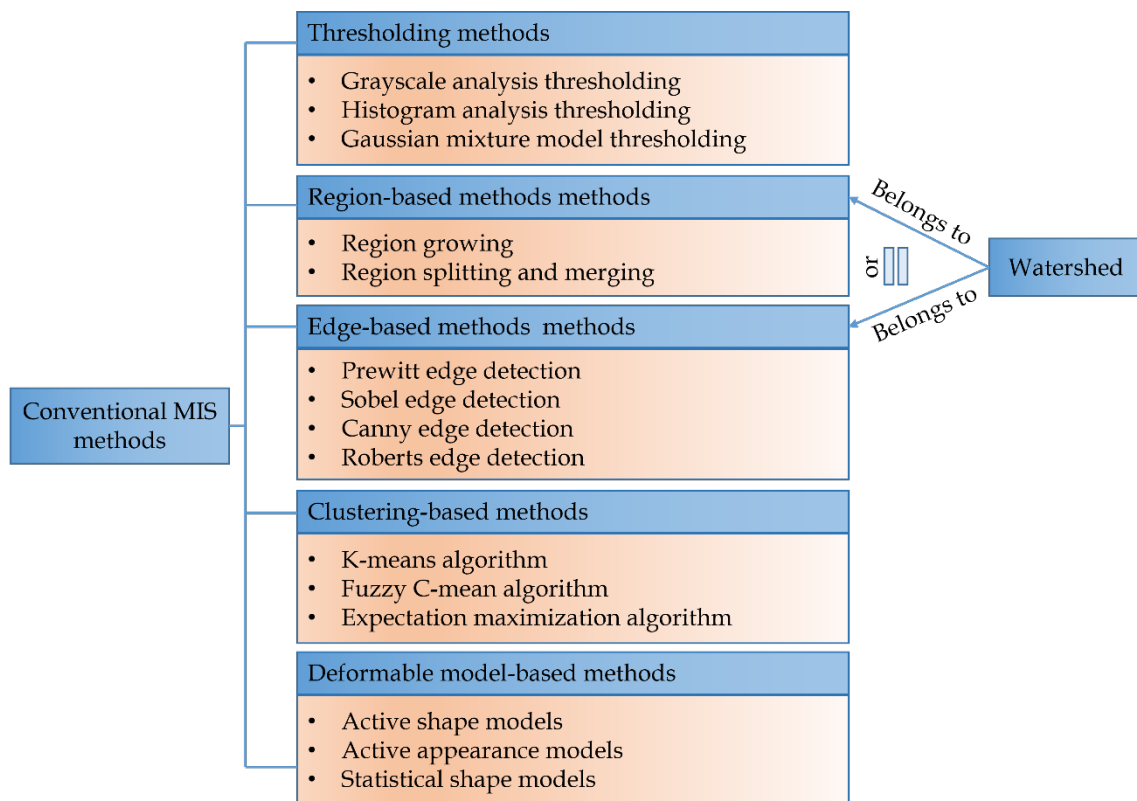 Thresholding methods
• Grayscale analysis thresholding
• Histogram analysis thresholding
• Gaussian mixture model thresholding
Region-based methods methods
• Region growing
• Region splitting and merging
Belongs to
or
Belongs to
Watershed
Edge-based methods  methods
• Prewitt edge detection
• Sobel edge detection
• Canny edge detection
• Roberts edge detection
Conventional MIS
methods
Clustering-based methods
• K-means algorithm
• Fuzzy C-mean algorithm
• Expectation maximization algorithm
Deformable model-based methods
• Active shape models
• Active appearance models
• Statistical shape models